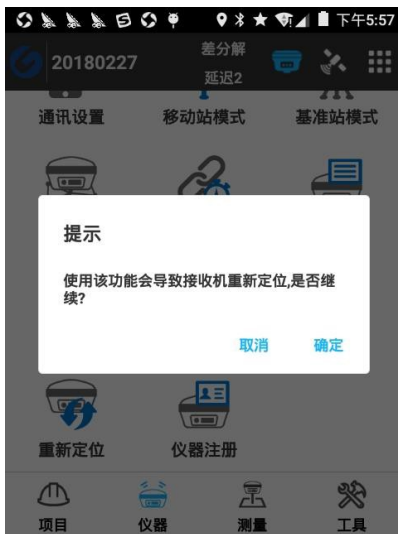 下午5:57
20180227
差分解
延迟2
通讯设置
移动站模式
基准站模式
提示
使用该功能会导致接收机重新定位,是否继
续?
取消
确定
重新定位
仪器注册
项目
仪器
测量
工具